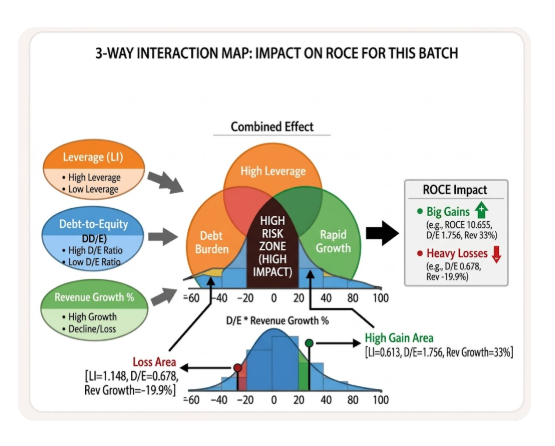 3-WAY INTERACTION MAP: IMPACT ON ROCE FOR THIS BATCH
Combined Effect
Leverage (LI)
• High Leverage
• Low Leverage
Debt-to-Equity
DD/E)
• High D/E Ratio
• Low D/E Ratio
Revenue Growth %
• High Growth
• Decline/Loss
High Leverage
Debt
Burden
HIGH
RISK
ZONE
(HIGH
IMPACT)
Rapid
Growth
-60 -40 -20 0 20 40 60 80 100
D/E * Revenue Growth %
ROCE Impact
• Big Gains
(e.g., ROCE 10.655,
D/E 1.756, Rev 33%)
• Heavy Losses
(e.g., D/E 0.678,
Rev -19.9%)
High Gain Area
[LI=0.613, D/E=1.756, Rev Growth=33%]
Loss Area
[LI=1.148, D/E=0.678,
Rev Growth=-19.9%]
-60 -40 -20 0 20 40 60 80 100